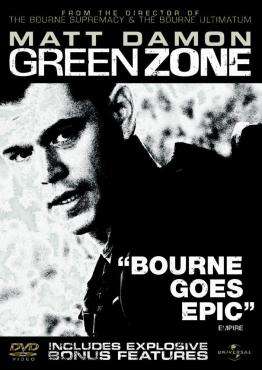 FROM THE DIRECTOR OF
THE BOURNE SUPREMACY & THE BOURNE ULTIMATUM
MATT DAMON
GREEN ZONE
"BOURNE
GOES
EPIC"
EMPIRE
DVD
VIDEO
INCLUDES EXPLOSIVE
BONUS FEATURES
UNIVERSAL